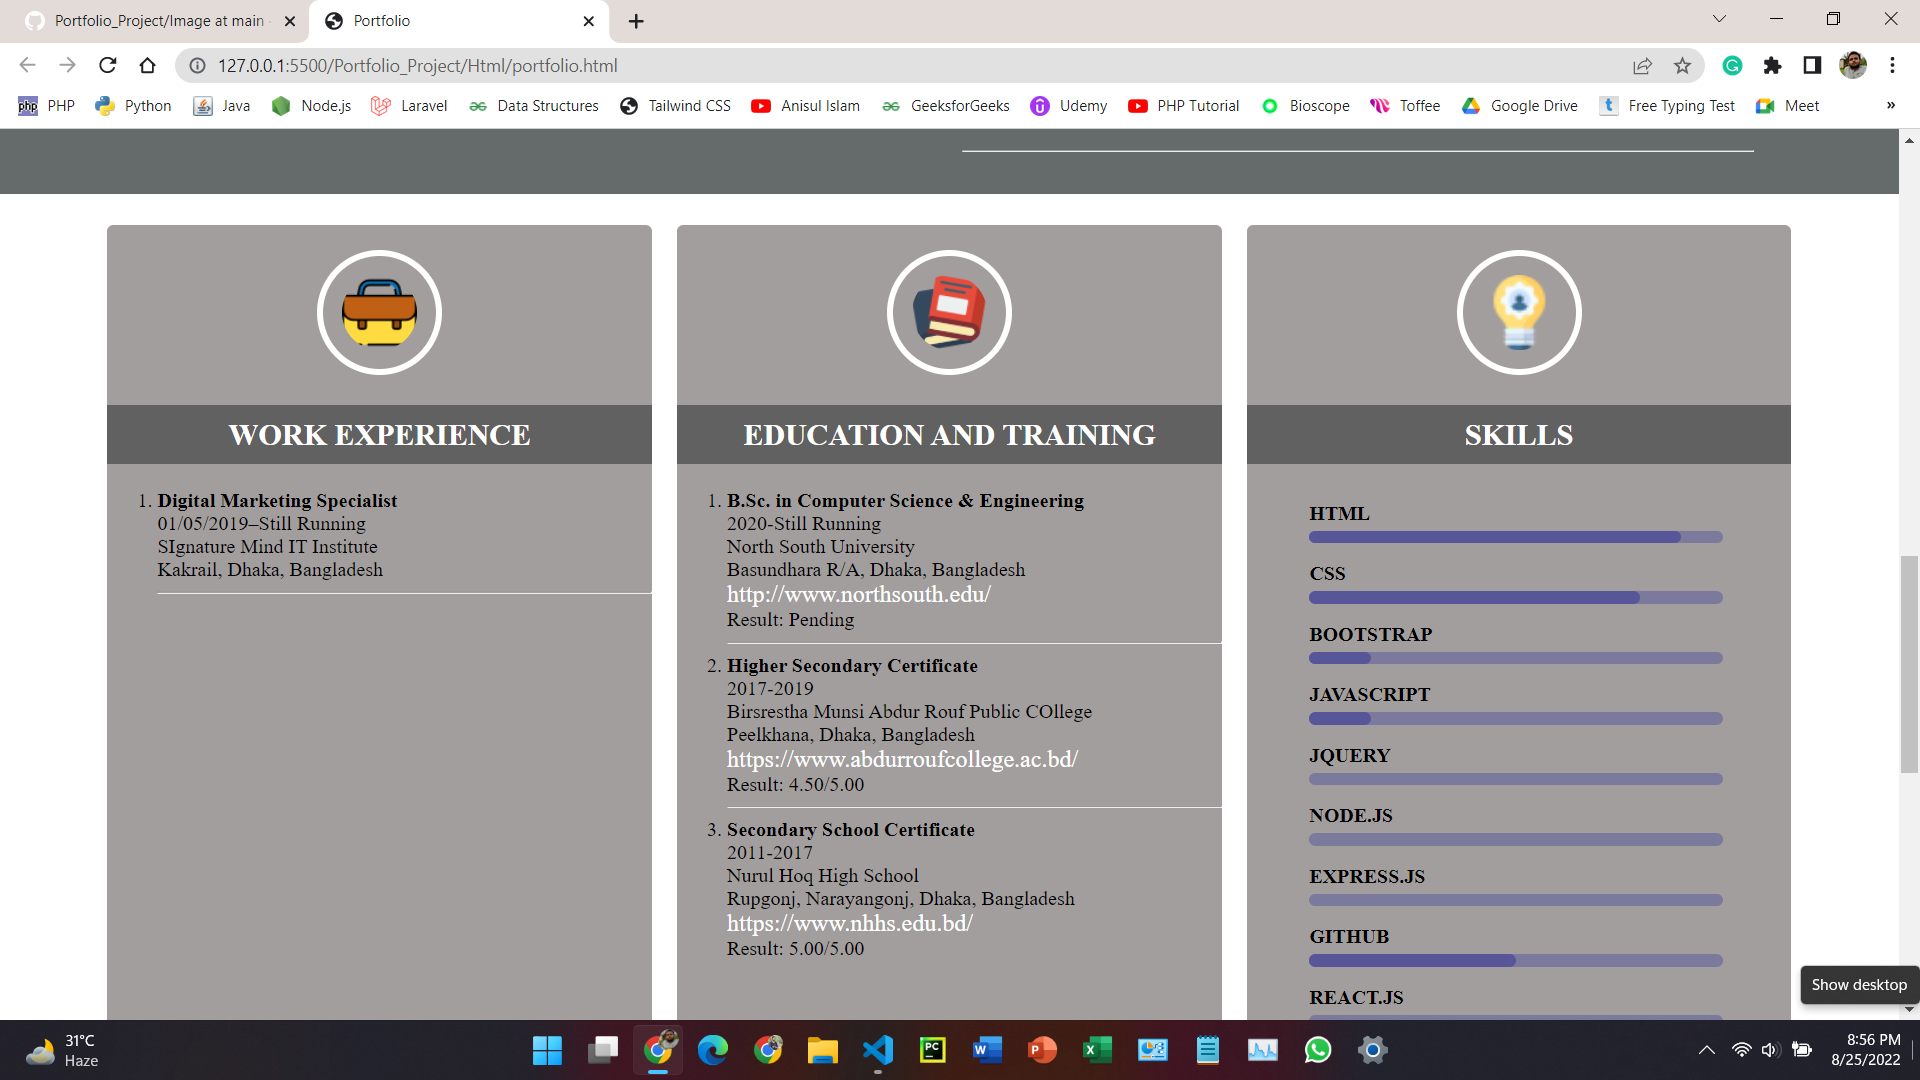 Portfolio_Project/Image at main
Portfolio
127.0.0.1:5500/Portfolio_Project/Html/portfolio.html
php PHP Python Java Node.js Laravel Data Structures Tailwind CSS Anisul Islam GeeksforGeeks Udemy PHP Tutorial Bioscope Toffee Google Drive t Free Typing Test Meet »
WORK EXPERIENCE
1. Digital Marketing Specialist
01/05/2019–Still Running
SIgnature Mind IT Institute
Kakrail, Dhaka, Bangladesh
EDUCATION AND TRAINING
1. B.Sc. in Computer Science & Engineering
2020-Still Running
North South University
Basundhara R/A, Dhaka, Bangladesh
http://www.northsouth.edu/
Result: Pending
2. Higher Secondary Certificate
2017-2019
Birsrestha Munsi Abdur Rouf Public COllege
Peelkhana, Dhaka, Bangladesh
https://www.abdurroufcollege.ac.bd/
Result: 4.50/5.00
3. Secondary School Certificate
2011-2017
Nurul Hoq High School
Rupgonj, Narayangonj, Dhaka, Bangladesh
https://www.nhhs.edu.bd/
Result: 5.00/5.00
SKILLS
HTML
CSS
BOOTSTRAP
JAVASCRIPT
JQUERY
NODE.JS
EXPRESS.JS
GITHUB
REACT.JS
Show desktop
31°C
Haze
PC
W
P
X
8:56 PM
8/25/2022